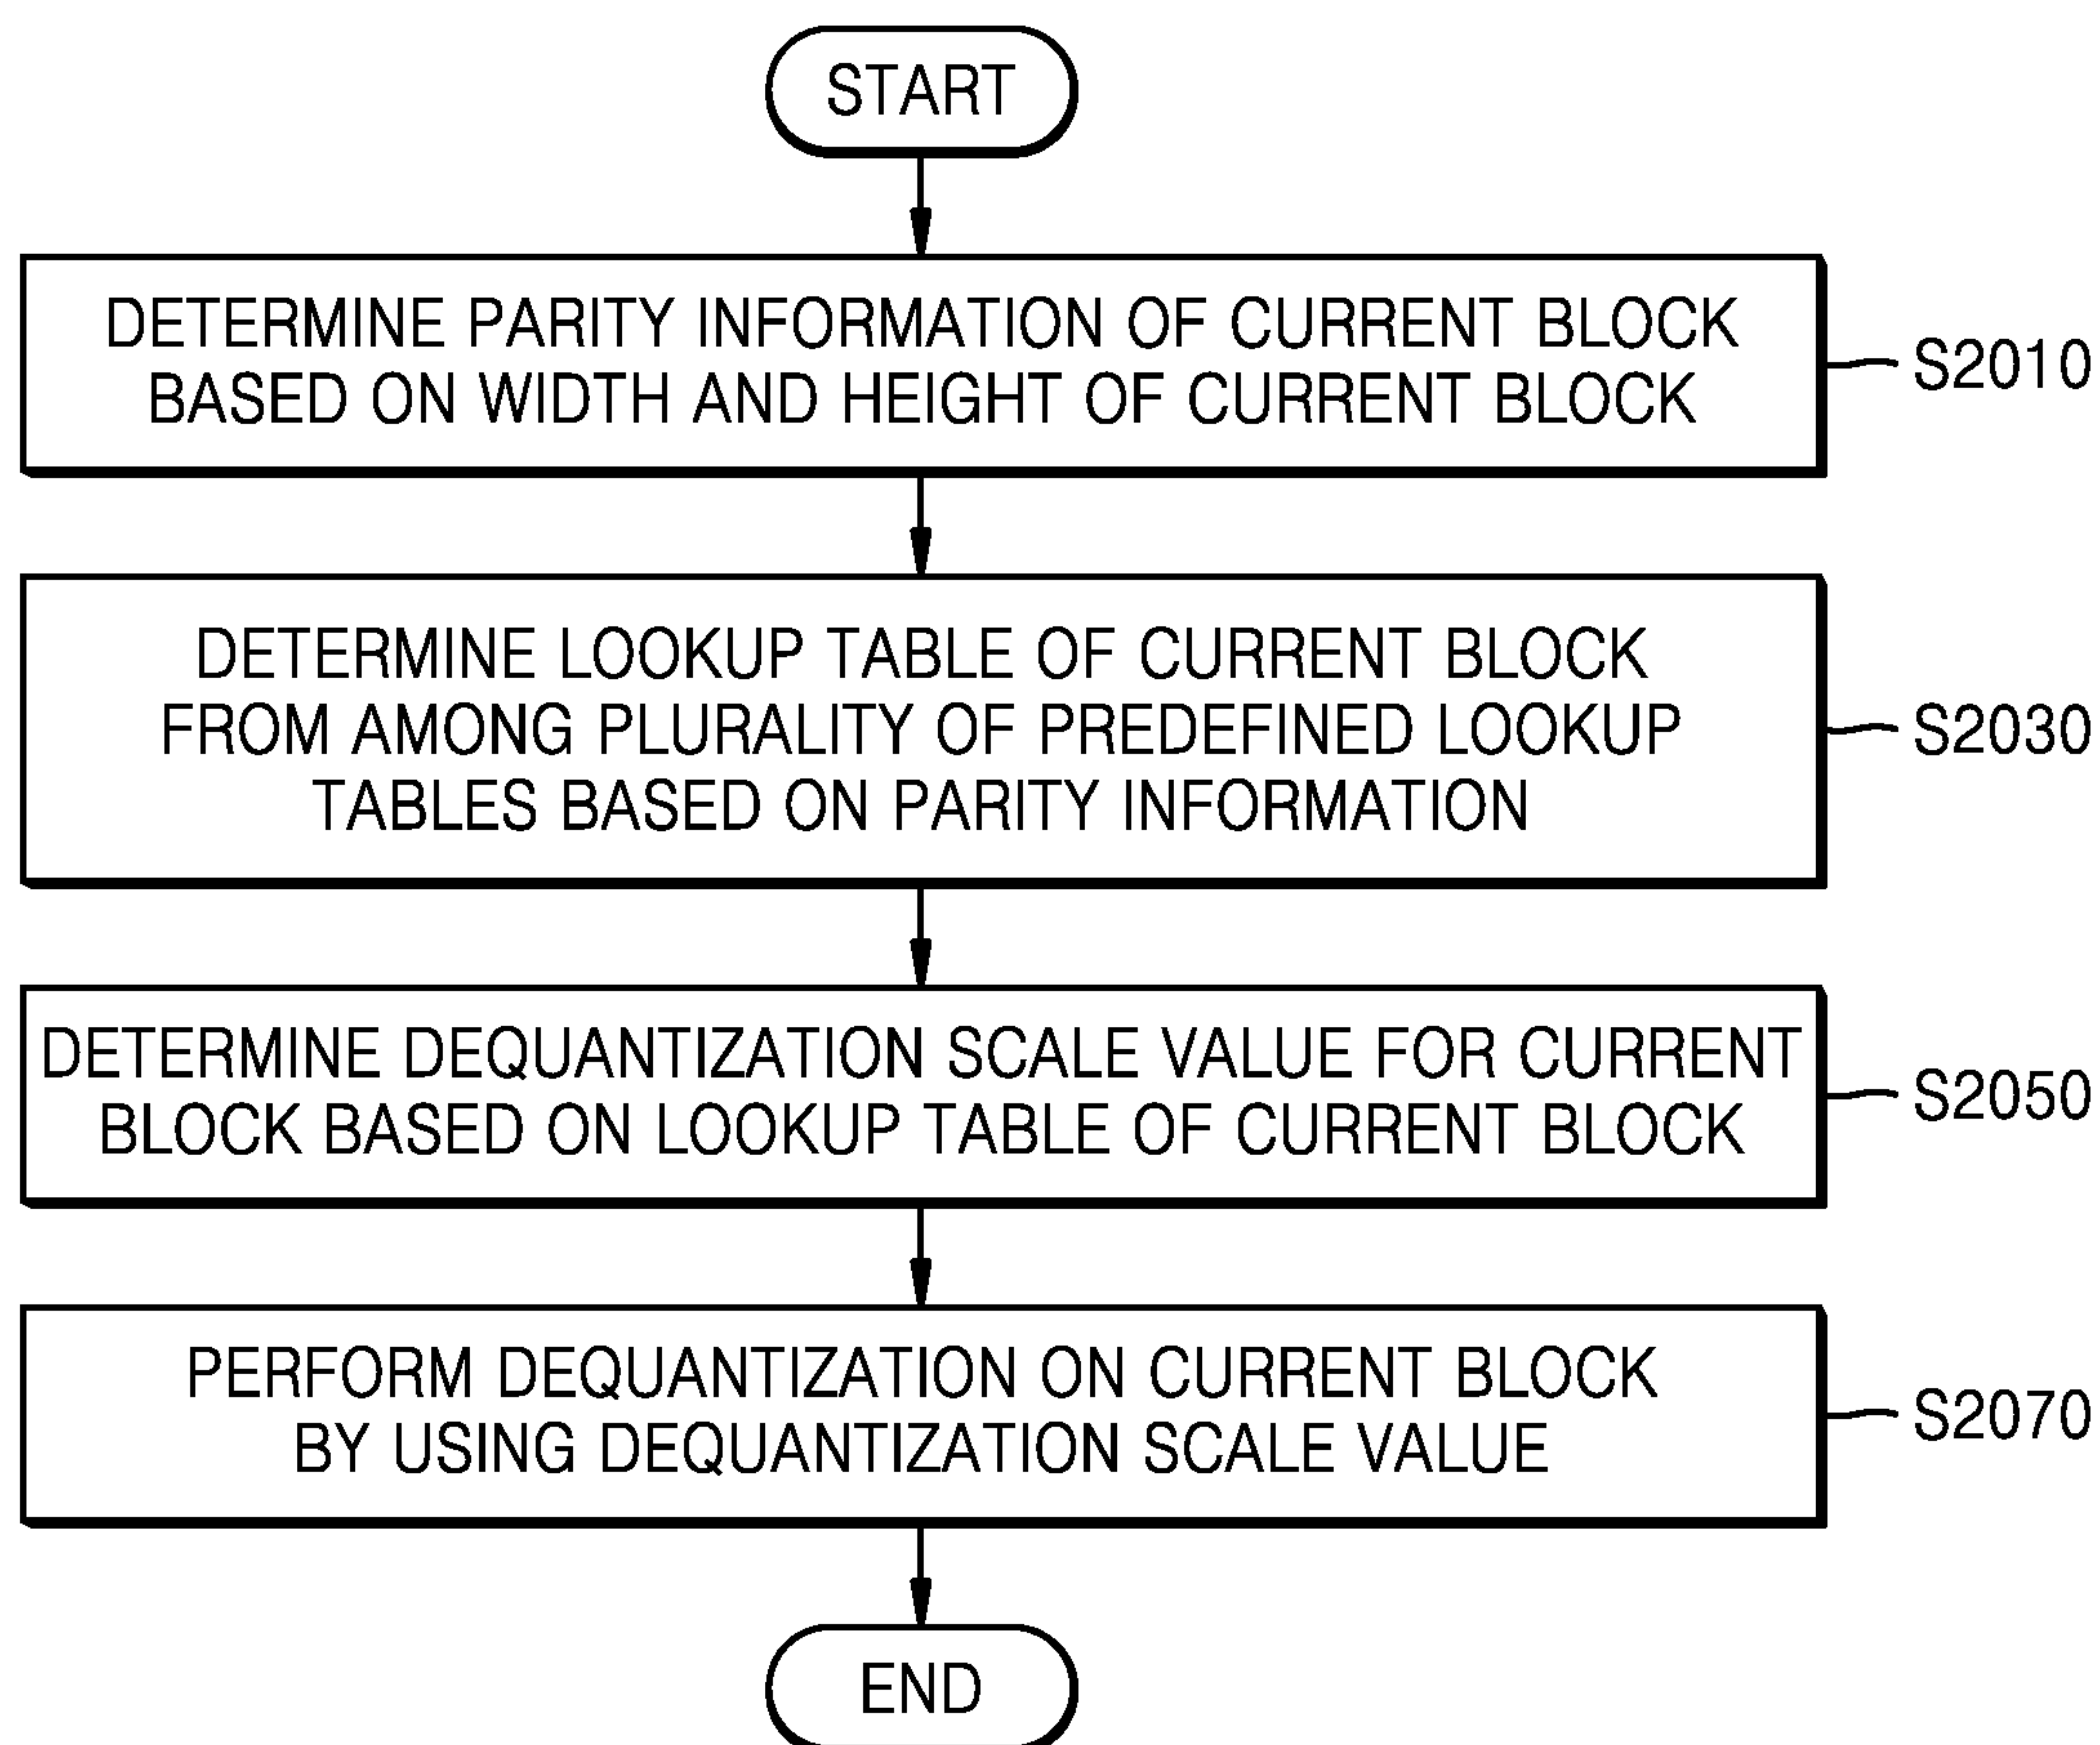 START
DETERMINE PARITY INFORMATION OF CURRENT BLOCK
BASED ON WIDTH AND HEIGHT OF CURRENT BLOCK
S2010
DETERMINE LOOKUP TABLE OF CURRENT BLOCK
FROM AMONG PLURALITY OF PREDEFINED LOOKUP
TABLES BASED ON PARITY INFORMATION
S2030
DETERMINE DEQUANTIZATION SCALE VALUE FOR CURRENT
BLOCK BASED ON LOOKUP TABLE OF CURRENT BLOCK
S2050
PERFORM DEQUANTIZATION ON CURRENT BLOCK
BY USING DEQUANTIZATION SCALE VALUE
S2070
END